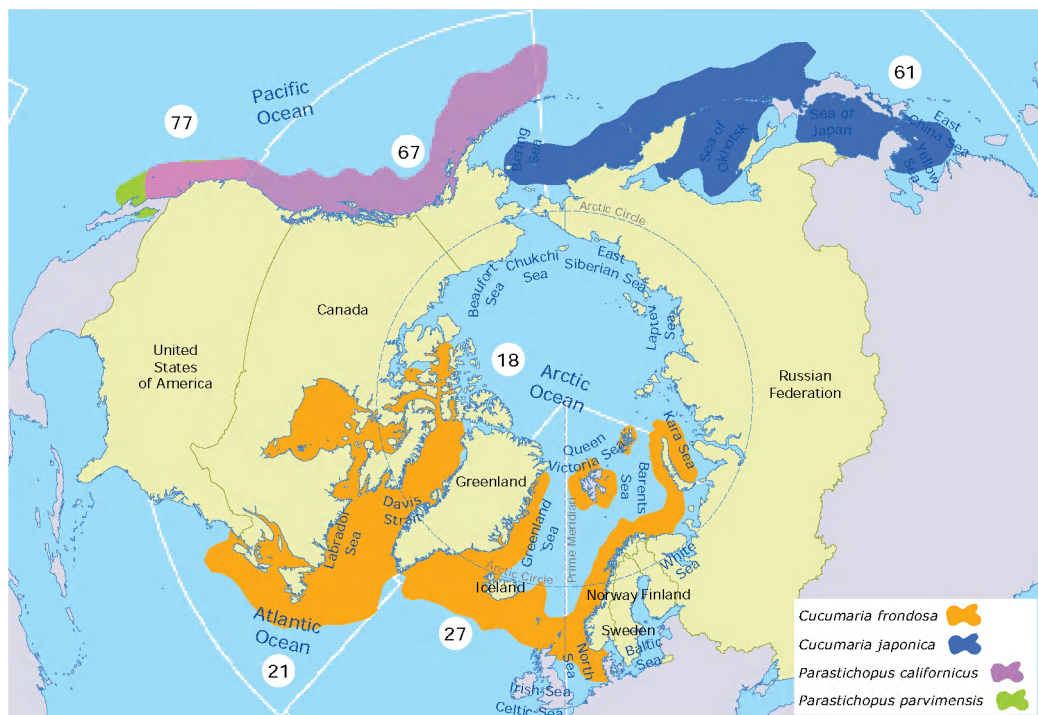 Pacific
Ocean
77
67
61
Bering
Sea
Sea of
Okhotsk
Sea of
Japan
East
China Sea
Yellow
Sea
Arctic Circle
Beaufort
Sea
Chukchi
Sea
East
Siberian Sea
Laptev
Sea
Canada
United
States
of America
18
Arctic
Ocean
Russian
Federation
Kara Sea
Queen
Victoria Sea
Barents
Sea
Greenland
Davis
Strait
Labrador
Sea
Greenland
Sea
Prime Meridian
White
Sea
Arctic Circle
Iceland
Norway
Finland
Sweden
Baltic
Sea
North
Sea
Atlantic
Ocean
27
21
Irish Sea
Celtic Sea
Cucumaria frondosa
Cucumaria japonica
Parastichopus californicus
Parastichopus parvimensis